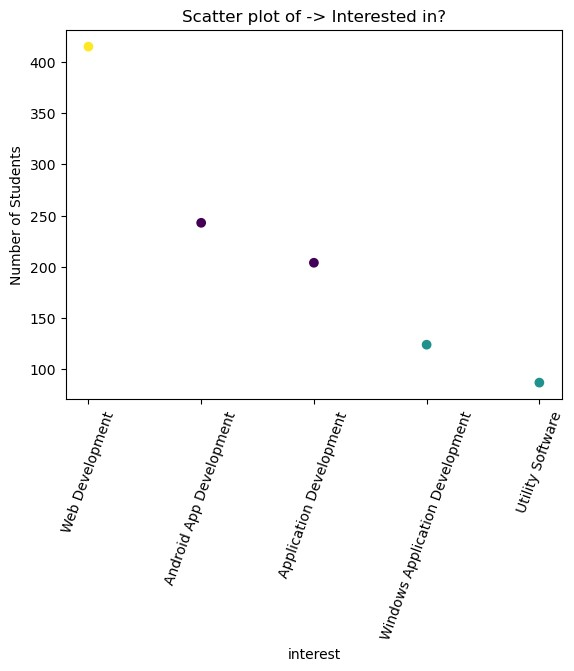 Scatter plot of -> Interested in?
Number of Students
400
350
300
250
200
150
100
Web Development
Android App Development
Application Development
Windows Application Development
Utility Software
interest